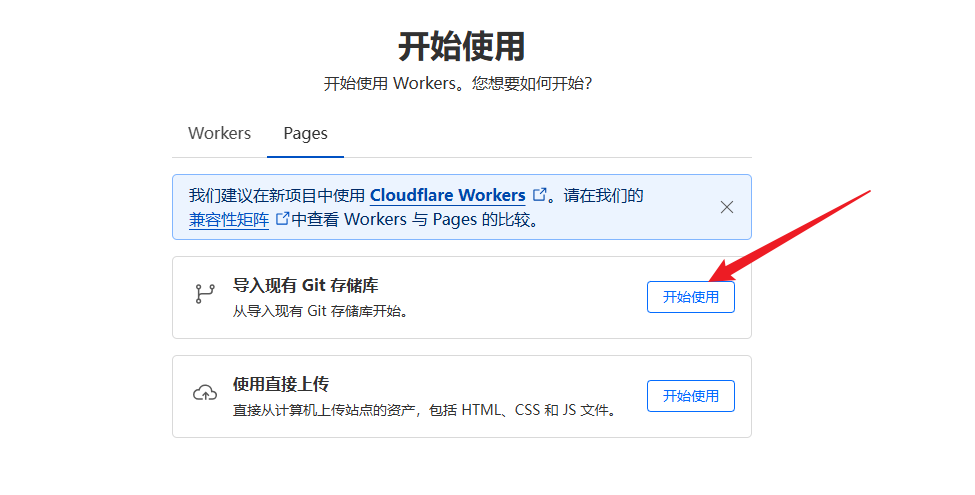 开始使用
开始使用 Workers。您想要如何开始？
Workers Pages
我们建议在新项目中使用 Cloudflare Workers 。请在我们的
兼容性矩阵 中查看 Workers 与 Pages 的比较。
导入现有 Git 存储库
从导入现有 Git 存储库开始。
开始使用
使用直接上传
直接从计算机上传站点的资产，包括 HTML、CSS 和 JS 文件。
开始使用